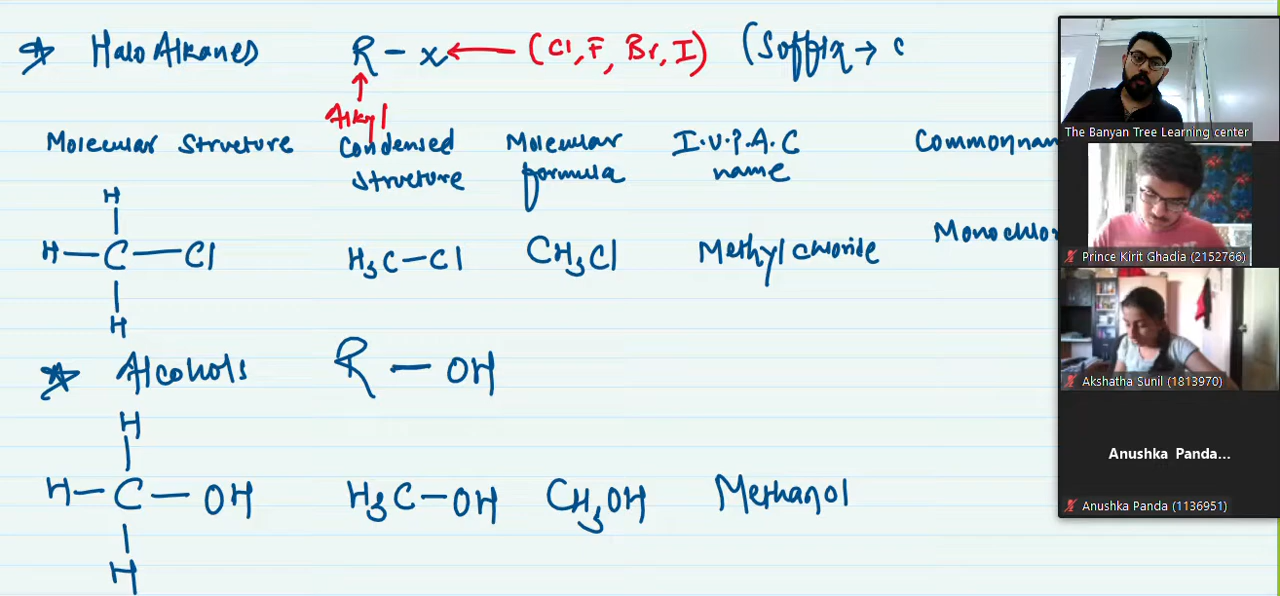 ☆ Halo Alkanes R - x ← (Cl, F, Br, I) (Soffix → c
↑
Alkyl
Molecular Structure Condensed Structure Molecular formula I.U.P.A.C name Commonnam
H
H - C - Cl H₃C - Cl CH₃Cl Methyl chloride Monochlor
H
☆ Alcohols R - OH
H
H - C - OH H₃C - OH CH₃OH Methanol
H
The Banyan Tree Learning center
Prince Kirit Ghadia (2152766)
Akshatha Sunil (1813970)
Anushka Panda...
Anushka Panda (1136951)